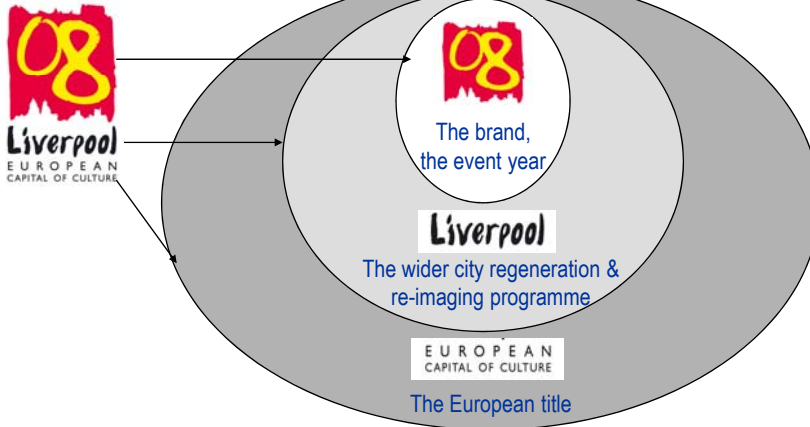 08
Liverpool
EUROPEAN
CAPITAL OF CULTURE
08
The brand,
the event year
Liverpool
The wider city regeneration &
re-imaging programme
EUROPEAN
CAPITAL OF CULTURE
The European title